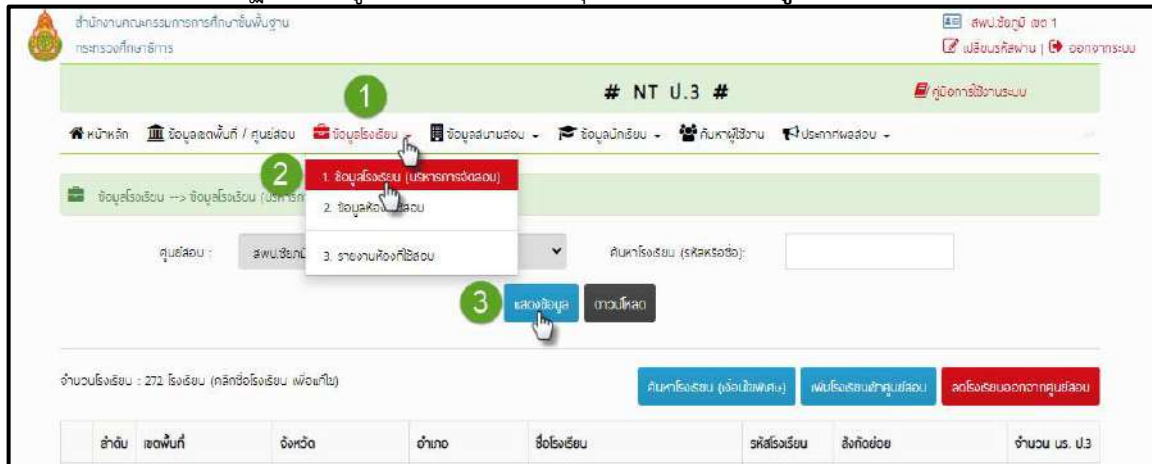 สำนักงานคณะกรรมการการศึกษาขั้นพื้นฐาน
กระทรวงศึกษาธิการ
สพป.ชัยภูมิ เขต 1
เปลี่ยนรหัสผ่าน | ออกจากระบบ
# NT ป.3 #
คู่มือการใช้งานระบบ
1
หน้าหลัก ข้อมูลเขตพื้นที่ / ศูนย์สอบ ข้อมูลโรงเรียน ข้อมูลสนามสอบ ข้อมูลนักเรียน ค้นหาผู้ใช้งาน ประกาศผลสอบ
2
1. ข้อมูลโรงเรียน (บริหารการจัดสอบ)
ข้อมูลโรงเรียน --> ข้อมูลโรงเรียน
2. ข้อมูลห้อง
3. รายงานห้องที่ใช้สอบ
ศูนย์สอบ : สพป.ชัยภูมิ ค้นหาโรงเรียน (รหัสหรือชื่อ):
3 แสดงข้อมูล ดาวน์โหลด
จำนวนโรงเรียน : 272 โรงเรียน (คลิกชื่อโรงเรียน เพื่อแก้ไข)
ค้นหาโรงเรียน (เงื่อนไขพิเศษ) เพิ่มโรงเรียนเข้าศูนย์สอบ ลดโรงเรียนออกจากศูนย์สอบ
ลำดับ เขตพื้นที่ จังหวัด อำเภอ ชื่อโรงเรียน รหัสโรงเรียน สังกัดย่อย จำนวน นร. ป.3